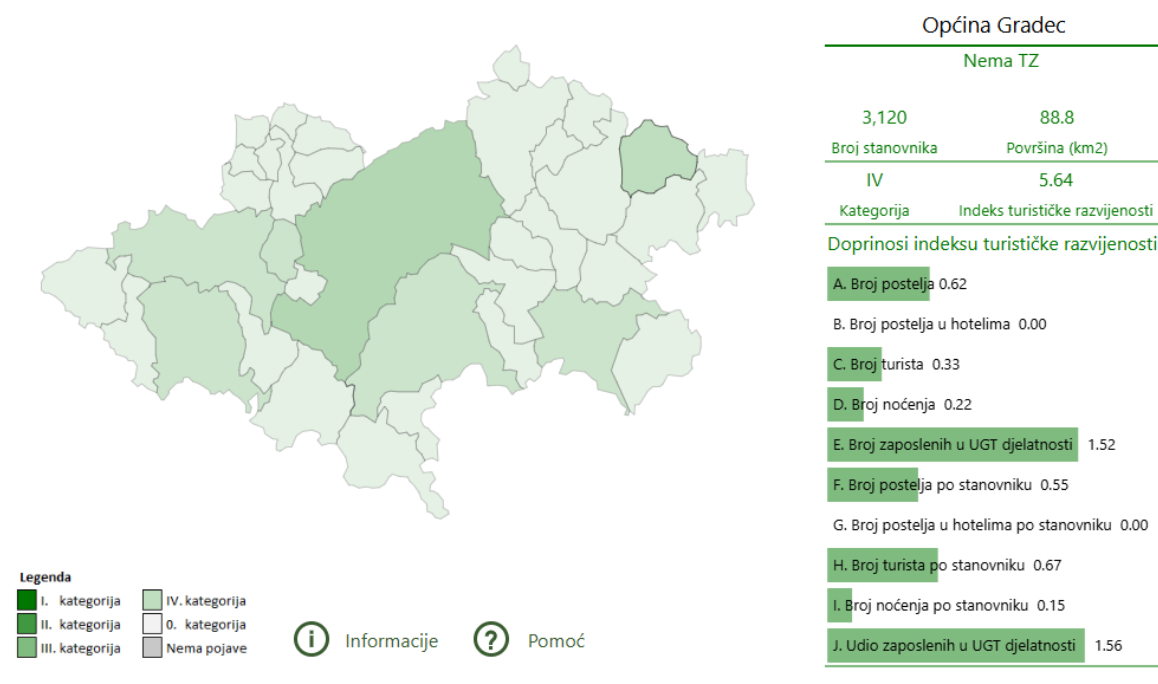 Općina Gradec
Nema TZ
3,120 88.8
Broj stanovnika Površina (km2)
IV 5.64
Kategorija Indeks turističke razvijenosti
Doprinosi indeksu turističke razvijenosti
A. Broj postelja 0.62
B. Broj postelja u hotelima 0.00
C. Broj turista 0.33
D. Broj noćenja 0.22
E. Broj zaposlenih u UGT djelatnosti 1.52
F. Broj postelja po stanovniku 0.55
G. Broj postelja u hotelima po stanovniku 0.00
H. Broj turista po stanovniku 0.67
I. Broj noćenja po stanovniku 0.15
J. Udio zaposlenih u UGT djelatnosti 1.56
Legenda
I. kategorija IV. kategorija
II. kategorija 0. kategorija
III. kategorija Nema pojave
i Informacije ? Pomoć